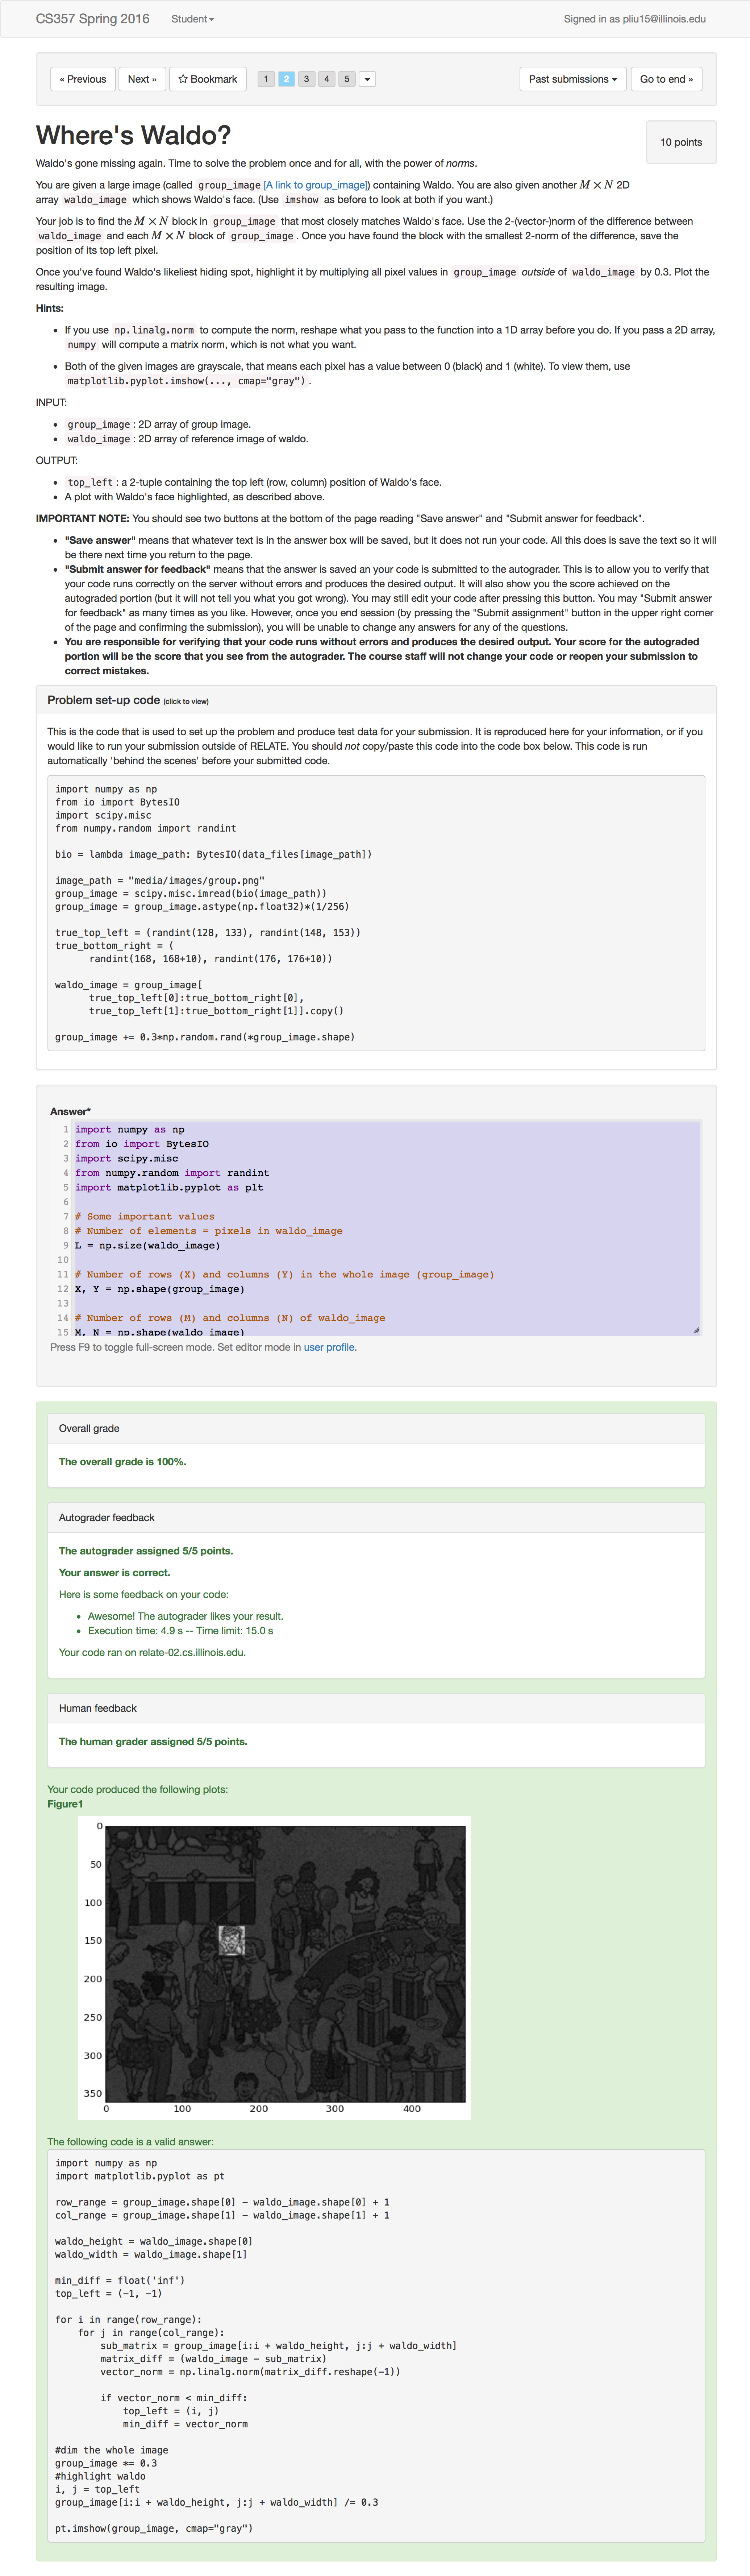 CS357 Spring 2016
Student
Signed in as pliu15@illinois.edu
« Previous
Next »
Bookmark
1
2
3
4
5
Past submissions
Go to end »
Where's Waldo?
10 points
Waldo's gone missing again. Time to solve the problem once and for all, with the power of norms.
You are given a large image (called group_image [A link to group_image]) containing Waldo. You are also given another M × N 2D
array waldo_image which shows Waldo's face. (Use imshow as before to look at both if you want.)
Your job is to find the M × N block in group_image that most closely matches Waldo's face. Use the 2-(vector-)norm of the difference between
waldo_image and each M × N block of group_image. Once you have found the block with the smallest 2-norm of the difference, save the
position of its top left pixel.
Once you've found Waldo's likeliest hiding spot, highlight it by multiplying all pixel values in group_image outside of waldo_image by 0.3. Plot the
resulting image.
Hints:
• If you use np.linalg.norm to compute the norm, reshape what you pass to the function into a 1D array before you do. If you pass a 2D array,
numpy will compute a matrix norm, which is not what you want.
• Both of the given images are grayscale, that means each pixel has a value between 0 (black) and 1 (white). To view them, use
matplotlib.pyplot.imshow(..., cmap="gray").
INPUT:
• group_image: 2D array of group image.
• waldo_image: 2D array of reference image of waldo.
OUTPUT:
• top_left: a 2-tuple containing the top left (row, column) position of Waldo's face.
• A plot with Waldo's face highlighted, as described above.
IMPORTANT NOTE: You should see two buttons at the bottom of the page reading "Save answer" and "Submit answer for feedback".
• "Save answer" means that whatever text is in the answer box will be saved, but it does not run your code. All this does is save the text so it will
be there next time you return to the page.
• "Submit answer for feedback" means that the answer is saved an your code is submitted to the autograder. This is to allow you to verify that
your code runs correctly on the server without errors and produces the desired output. It will also show you the score achieved on the
autograded portion (but it will not tell you what you got wrong). You may still edit your code after pressing this button. You may "Submit answer
for feedback" as many times as you like. However, once you end session (by pressing the "Submit assignment" button in the upper right corner
of the page and confirming the submission), you will be unable to change any answers for any of the questions.
• You are responsible for verifying that your code runs without errors and produces the desired output. Your score for the autograded
portion will be the score that you see from the autograder. The course staff will not change your code or reopen your submission to
correct mistakes.
Problem set-up code (click to view)
This is the code that is used to set up the problem and produce test data for your submission. It is reproduced here for your information, or if you
would like to run your submission outside of RELATE. You should not copy/paste this code into the code box below. This code is run
automatically 'behind the scenes' before your submitted code.
import numpy as np
from io import BytesIO
import scipy.misc
from numpy.random import randint
bio = lambda image_path: BytesIO(data_files[image_path])
image_path = "media/images/group.png"
group_image = scipy.misc.imread(bio(image_path))
group_image = group_image.astype(np.float32)*(1/256)
true_top_left = (randint(128, 133), randint(148, 153))
true_bottom_right = (
randint(168, 168+10), randint(176, 176+10))
waldo_image = group_image[
true_top_left[0]:true_bottom_right[0],
true_top_left[1]:true_bottom_right[1]].copy()
group_image += 0.3*np.random.rand(*group_image.shape)
Answer*
1 import numpy as np
2 from io import BytesIO
3 import scipy.misc
4 from numpy.random import randint
5 import matplotlib.pyplot as plt
6
7 # Some important values
8 # Number of elements = pixels in waldo_image
9 L = np.size(waldo_image)
10
11 # Number of rows (X) and columns (Y) in the whole image (group_image)
12 X, Y = np.shape(group_image)
13
14 # Number of rows (M) and columns (N) of waldo_image
15 M, N = np.shape(waldo image)
Press F9 to toggle full-screen mode. Set editor mode in user profile.
Overall grade
The overall grade is 100%.
Autograder feedback
The autograder assigned 5/5 points.
Your answer is correct.
Here is some feedback on your code:
• Awesome! The autograder likes your result.
• Execution time: 4.9 s -- Time limit: 15.0 s
Your code ran on relate-02.cs.illinois.edu.
Human feedback
The human grader assigned 5/5 points.
Your code produced the following plots:
Figure1
0
50
100
150
200
250
300
350
0 100 200 300 400
The following code is a valid answer:
import numpy as np
import matplotlib.pyplot as pt
row_range = group_image.shape[0] - waldo_image.shape[0] + 1
col_range = group_image.shape[1] - waldo_image.shape[1] + 1
waldo_height = waldo_image.shape[0]
waldo_width = waldo_image.shape[1]
min_diff = float('inf')
top_left = (-1, -1)
for i in range(row_range):
for j in range(col_range):
sub_matrix = group_image[i:i + waldo_height, j:j + waldo_width]
matrix_diff = (waldo_image - sub_matrix)
vector_norm = np.linalg.norm(matrix_diff.reshape(-1))
if vector_norm < min_diff:
top_left = (i, j)
min_diff = vector_norm
#dim the whole image
group_image *= 0.3
#highlight waldo
i, j = top_left
group_image[i:i + waldo_height, j:j + waldo_width] /= 0.3
pt.imshow(group_image, cmap="gray")